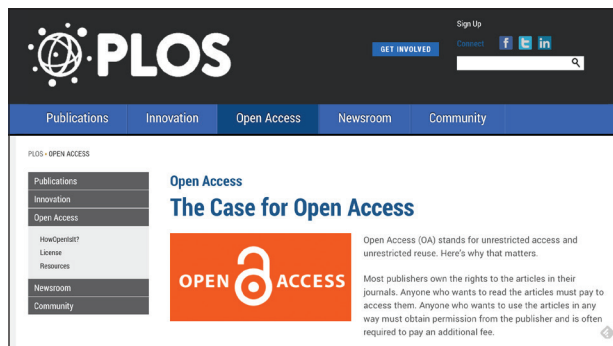 PLOS
Sign Up
GET INVOLVED
Connect
Publications Innovation Open Access Newsroom Community
PLOS › OPEN ACCESS
Publications
Innovation
Open Access
HowOpenIsIt?
License
Resources
Newsroom
Community
Open Access
The Case for Open Access
OPEN ACCESS
Open Access (OA) stands for unrestricted access and
unrestricted reuse. Here's why that matters.
Most publishers own the rights to the articles in their
journals. Anyone who wants to read the articles must pay to
access them. Anyone who wants to use the articles in any
way must obtain permission from the publisher and is often
required to pay an additional fee.